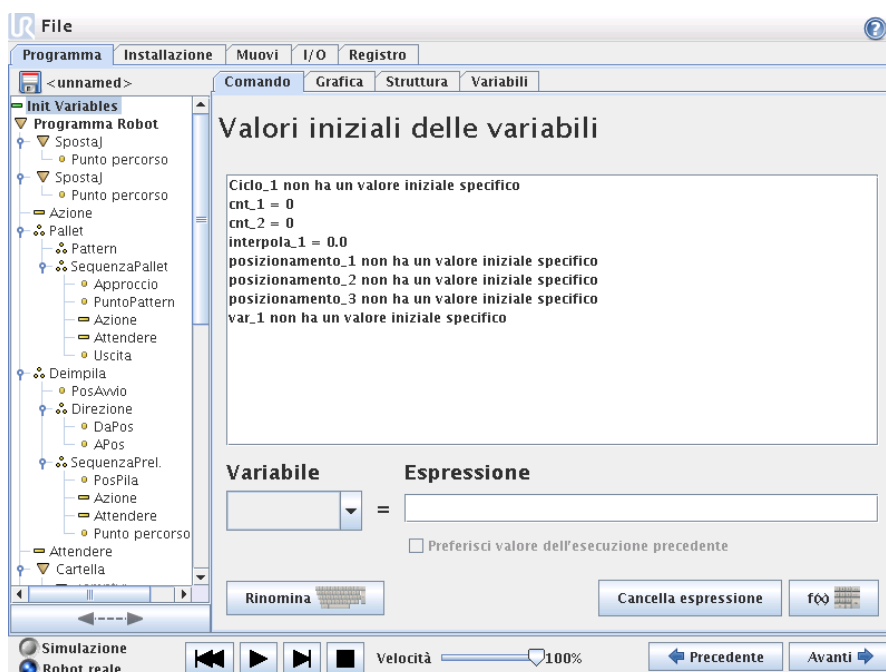 UR File
?
Programma Installazione Muovi I/O Registro
<unnamed>
Comando Grafica Struttura Variabili
Init Variables
Programma Robot
SpostaJ
Punto percorso
SpostaJ
Punto percorso
Azione
Pallet
Pattern
SequenzaPallet
Approccio
PuntoPattern
Azione
Attendere
Uscita
Deimpila
PosAvvio
Direzione
DaPos
APos
SequenzaPrel.
PosPila
Azione
Attendere
Punto percorso
Attendere
Cartella
Valori iniziali delle variabili
Ciclo_1 non ha un valore iniziale specifico
cnt_1 = 0
cnt_2 = 0
interpola_1 = 0.0
posizionamento_1 non ha un valore iniziale specifico
posizionamento_2 non ha un valore iniziale specifico
posizionamento_3 non ha un valore iniziale specifico
var_1 non ha un valore iniziale specifico
Variabile Espressione
=
Preferisci valore dell'esecuzione precedente
Rinomina Cancella espressione f(x)
Simulazione
Robot reale
Velocità 100% Precedente Avanti